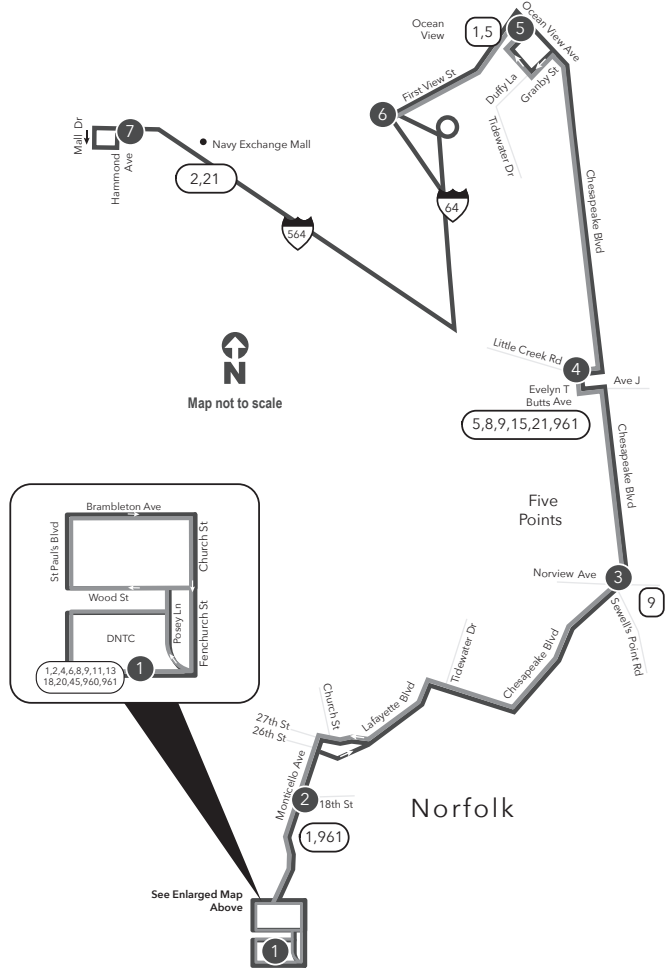 Ocean
View
1,5
5
Ocean View Ave
First View St
Duffy La
Granby St
Tidewater Dr
6
Mall Dr
7
Hammond
Ave
Navy Exchange Mall
2,21
564
64
Chesapeake Blvd
N
Map not to scale
Little Creek Rd
4
Evelyn T
Butts Ave
Ave J
5,8,9,15,21,961
Chesapeake Blvd
Five
Points
Norview Ave
3
9
Sewell's Point Rd
Brambleton Ave
St Paul's Blvd
Church St
Wood St
Posey Ln
Fenchurch St
DNTC
1
1,2,4,6,8,9,11,13
18,20,45,960,961
Tidewater Dr
Chesapeake Blvd
Lafayette Blvd
Church St
27th St
26th St
Monticello Ave
2
18th St
1,961
Norfolk
See Enlarged Map
Above
1